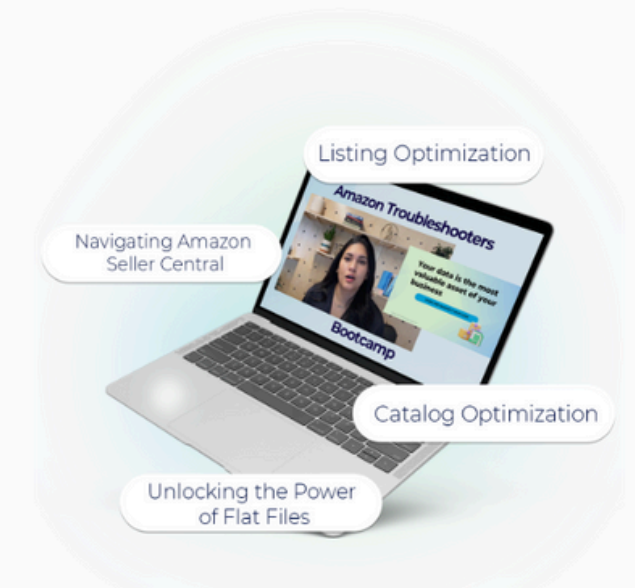 Listing Optimization
Amazon Troubleshooters
Navigating Amazon
Seller Central
Your data is the most
valuable asset of your
business
Bootcamp
Catalog Optimization
Unlocking the Power
of Flat Files